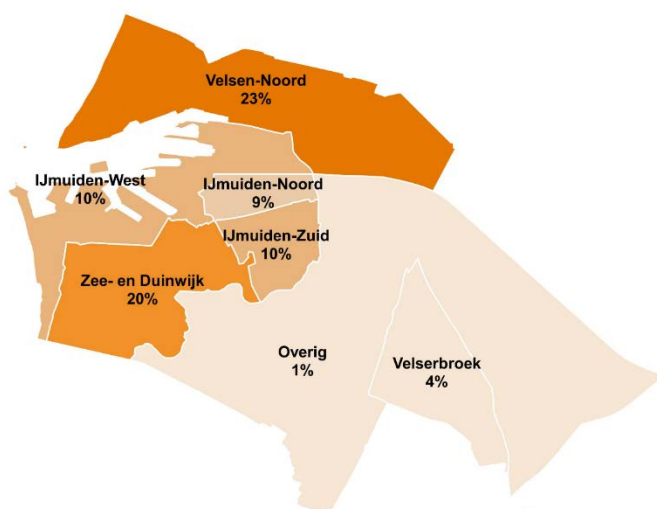 Velsen-Noord
23%
IJmuiden-West
10%
IJmuiden-Noord
9%
IJmuiden-Zuid
10%
Zee- en Duinwijk
20%
Overig
1%
Velserbroek
4%